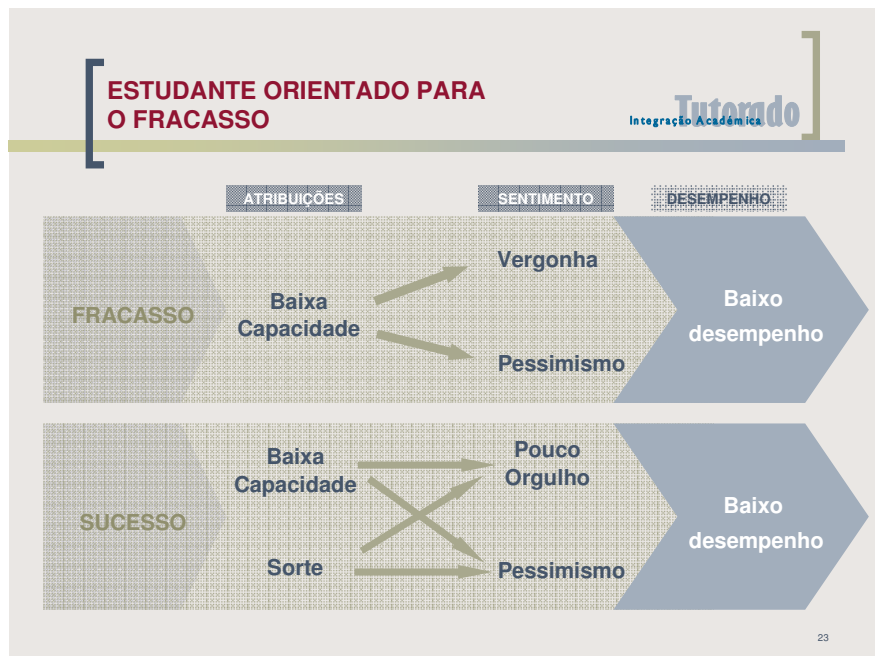 ESTUDANTE ORIENTADO PARA
O FRACASSO
Tutorado
Integração Académica
ATRIBUIÇÕES
SENTIMENTO
DESEMPENHO
FRACASSO
Baixa
Capacidade
Vergonha
Pessimismo
Baixo
desempenho
SUCESSO
Baixa
Capacidade
Sorte
Pouco
Orgulho
Pessimismo
Baixo
desempenho
23